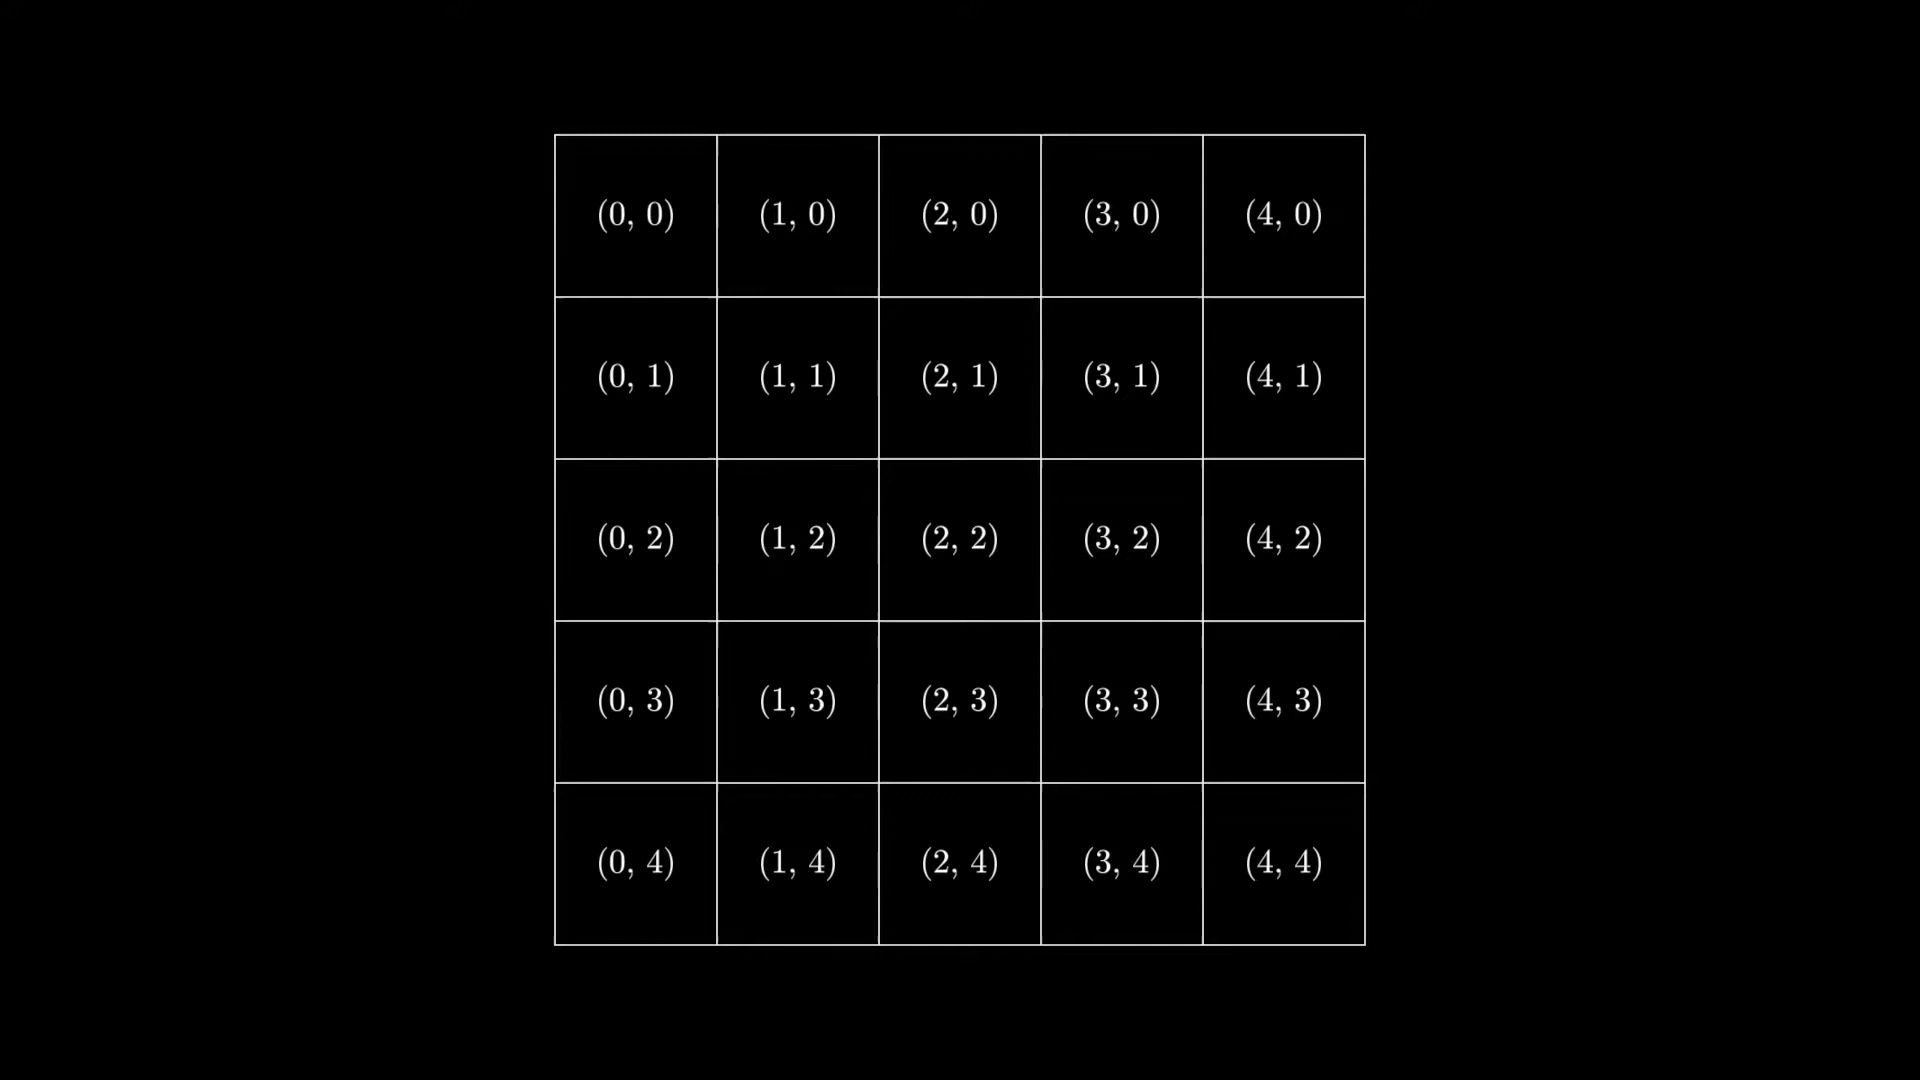 (0, 0) (1, 0) (2, 0) (3, 0) (4, 0)
(0, 1) (1, 1) (2, 1) (3, 1) (4, 1)
(0, 2) (1, 2) (2, 2) (3, 2) (4, 2)
(0, 3) (1, 3) (2, 3) (3, 3) (4, 3)
(0, 4) (1, 4) (2, 4) (3, 4) (4, 4)